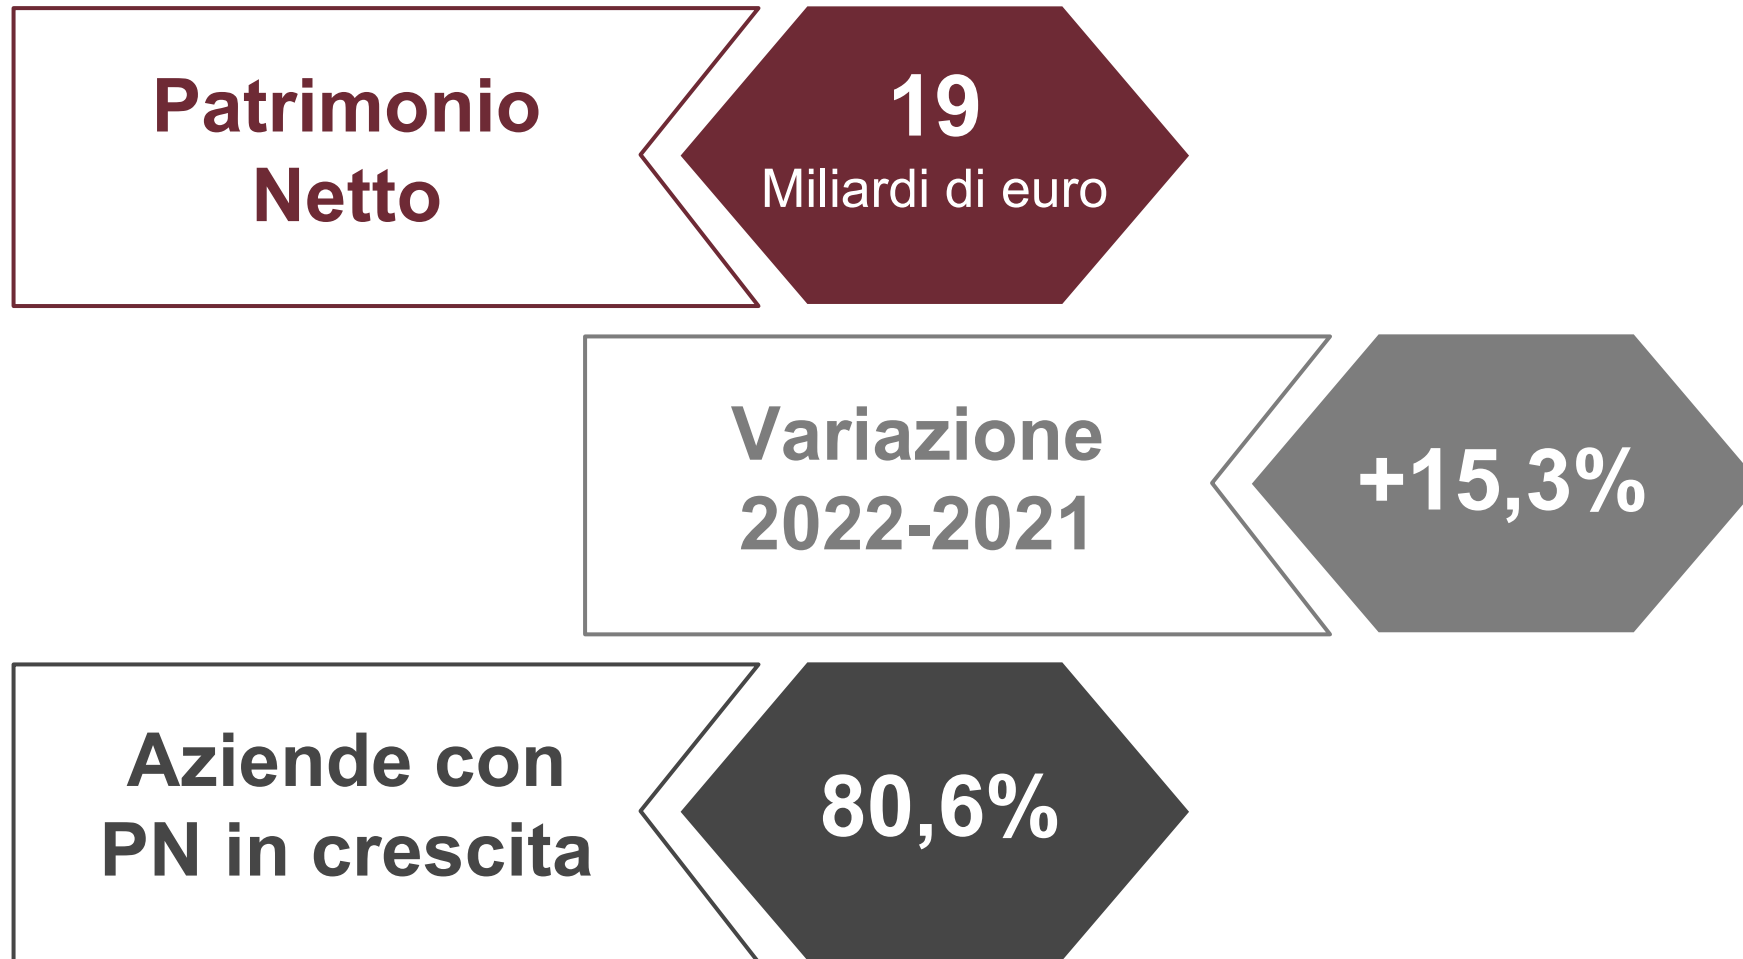 Patrimonio
Netto
19
Miliardi di euro
Variazione
2022-2021
+15,3%
Aziende con
PN in crescita
80,6%